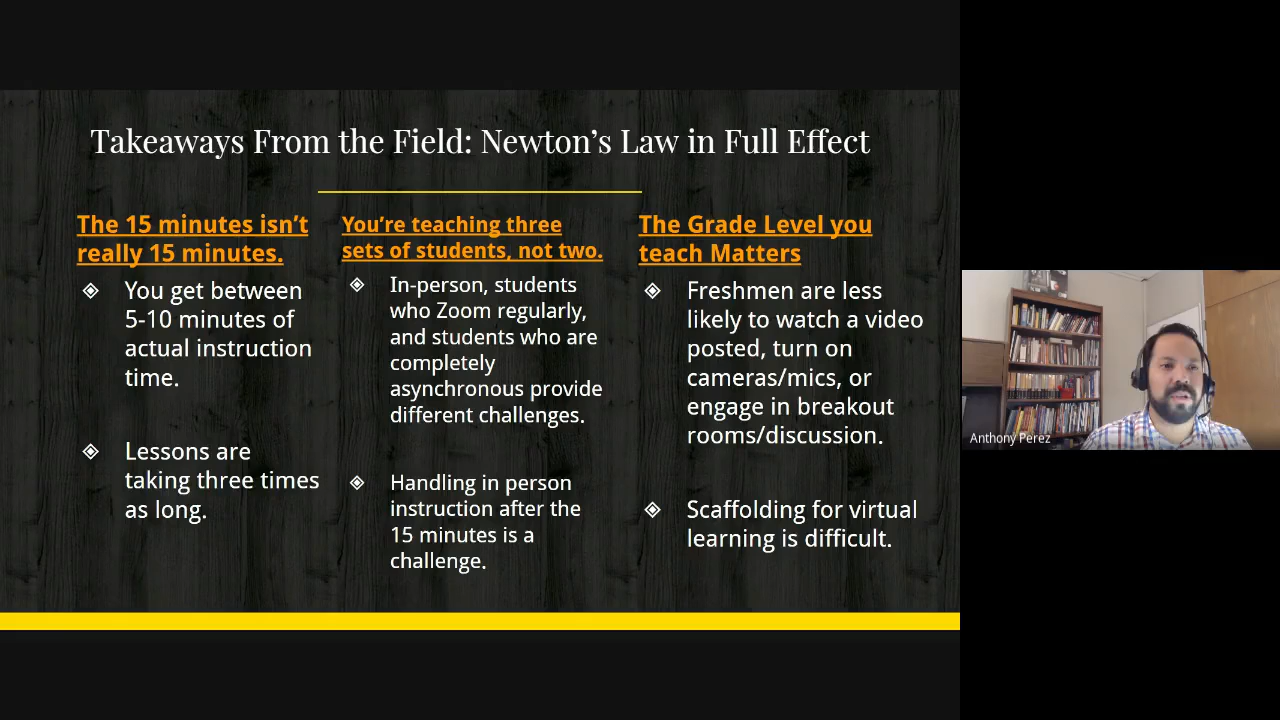 Takeaways From the Field: Newton’s Law in Full Effect
The 15 minutes isn’t
really 15 minutes.
You get between
5-10 minutes of
actual instruction
time.
Lessons are
taking three times
as long.
You’re teaching three
sets of students, not two.
In-person, students
who Zoom regularly,
and students who are
completely
asynchronous provide
different challenges.
Handling in person
instruction after the
15 minutes is a
challenge.
The Grade Level you
teach Matters
Freshmen are less
likely to watch a video
posted, turn on
cameras/mics, or
engage in breakout
rooms/discussion.
Scaffolding for virtual
learning is difficult.
Anthony Perez